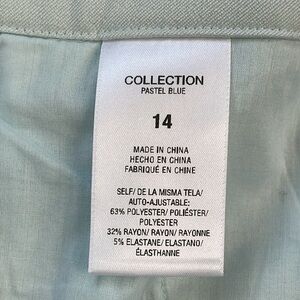 COLLECTION
PASTEL BLUE
14
MADE IN CHINA
HECHO EN CHINA
FABRIQUÉ EN CHINE
SELF/ DE LA MISMA TELA/
AUTO-AJUSTABLE:
63% POLYESTER/ POLIÉSTER/
POLYESTER
32% RAYON/ RAYON/ RAYONNE
5% ELASTANE/ ELASTANO/
ÉLASTHANNE